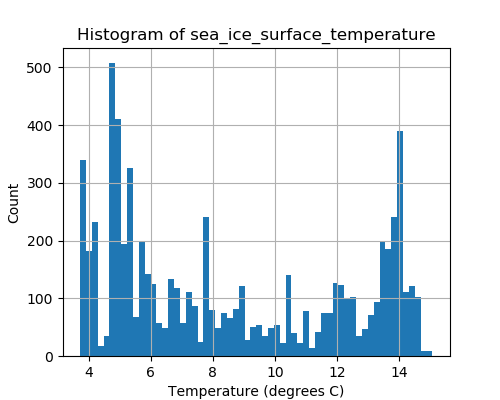 Histogram of sea_ice_surface_temperature
500
400
300
200
100
0
Count
4 6 8 10 12 14
Temperature (degrees C)